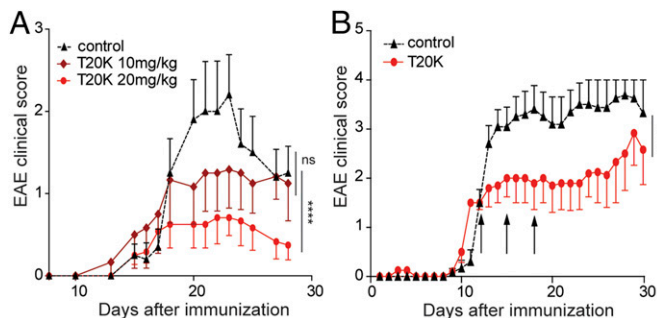 A
control
T20K 10mg/kg
T20K 20mg/kg
EAE clinical score
3
2
1
0
ns
****
10
20
30
Days after immunization
B
control
T20K
EAE clinical score
5
4
3
2
1
0
0
10
20
30
Days after immunization